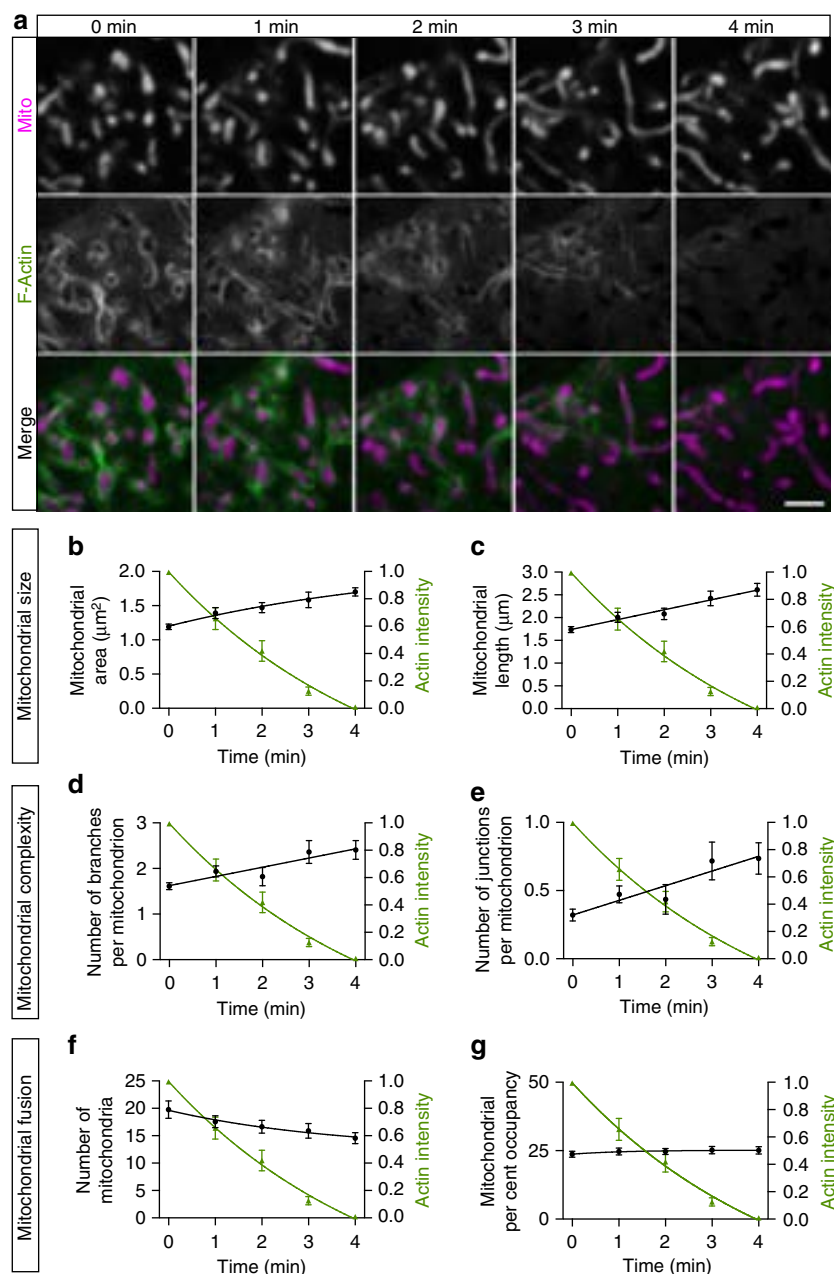 a
0 min 1 min 2 min 3 min 4 min
Mito
F-Actin
Merge
Mitochondrial size
b
Mitochondrial
area (μm²)
2.0
1.5
1.0
0.5
0.0
1.0
0.8
0.6
0.4
0.2
0.0
Actin intensity
0 1 2 3 4
Time (min)
c
Mitochondrial
length (μm)
3.0
2.5
2.0
1.5
1.0
0.5
0.0
1.0
0.8
0.6
0.4
0.2
0.0
Actin intensity
0 1 2 3 4
Time (min)
Mitochondrial complexity
d
Number of branches
per mitochondrion
3
2
1
0
1.0
0.8
0.6
0.4
0.2
0.0
Actin intensity
0 1 2 3 4
Time (min)
e
Number of junctions
per mitochondrion
1.0
0.5
0.0
1.0
0.8
0.6
0.4
0.2
0.0
Actin intensity
0 1 2 3 4
Time (min)
Mitochondrial fusion
f
Number of
mitochondria
25
20
15
10
5
0
1.0
0.8
0.6
0.4
0.2
0.0
Actin intensity
0 1 2 3 4
Time (min)
g
Mitochondrial
per cent occupancy
50
25
0
1.0
0.8
0.6
0.4
0.2
0.0
Actin intensity
0 1 2 3 4
Time (min)